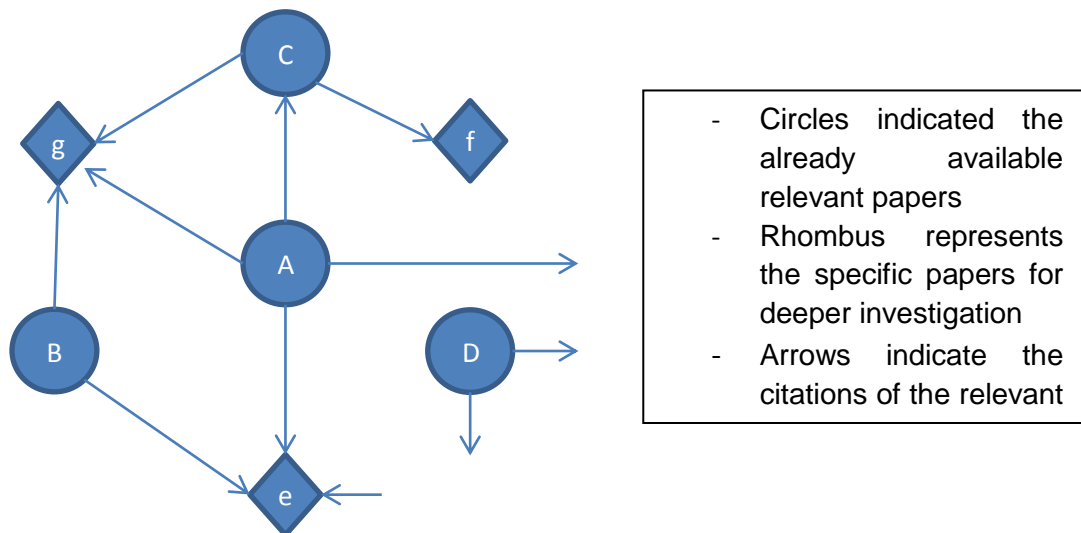 C
g
f
A
B
D
e
- Circles indicated the
already available
relevant papers
- Rhombus represents
the specific papers for
deeper investigation
- Arrows indicate the
citations of the relevant